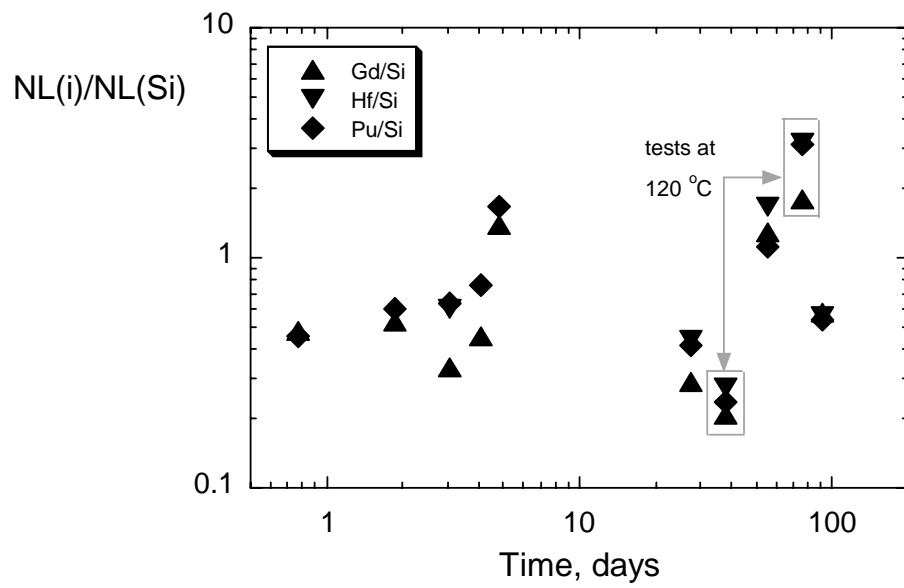 10
NL(i)/NL(Si)
Gd/Si
Hf/Si
Pu/Si
tests at
120 °C
1
0.1
1 10 100
Time, days